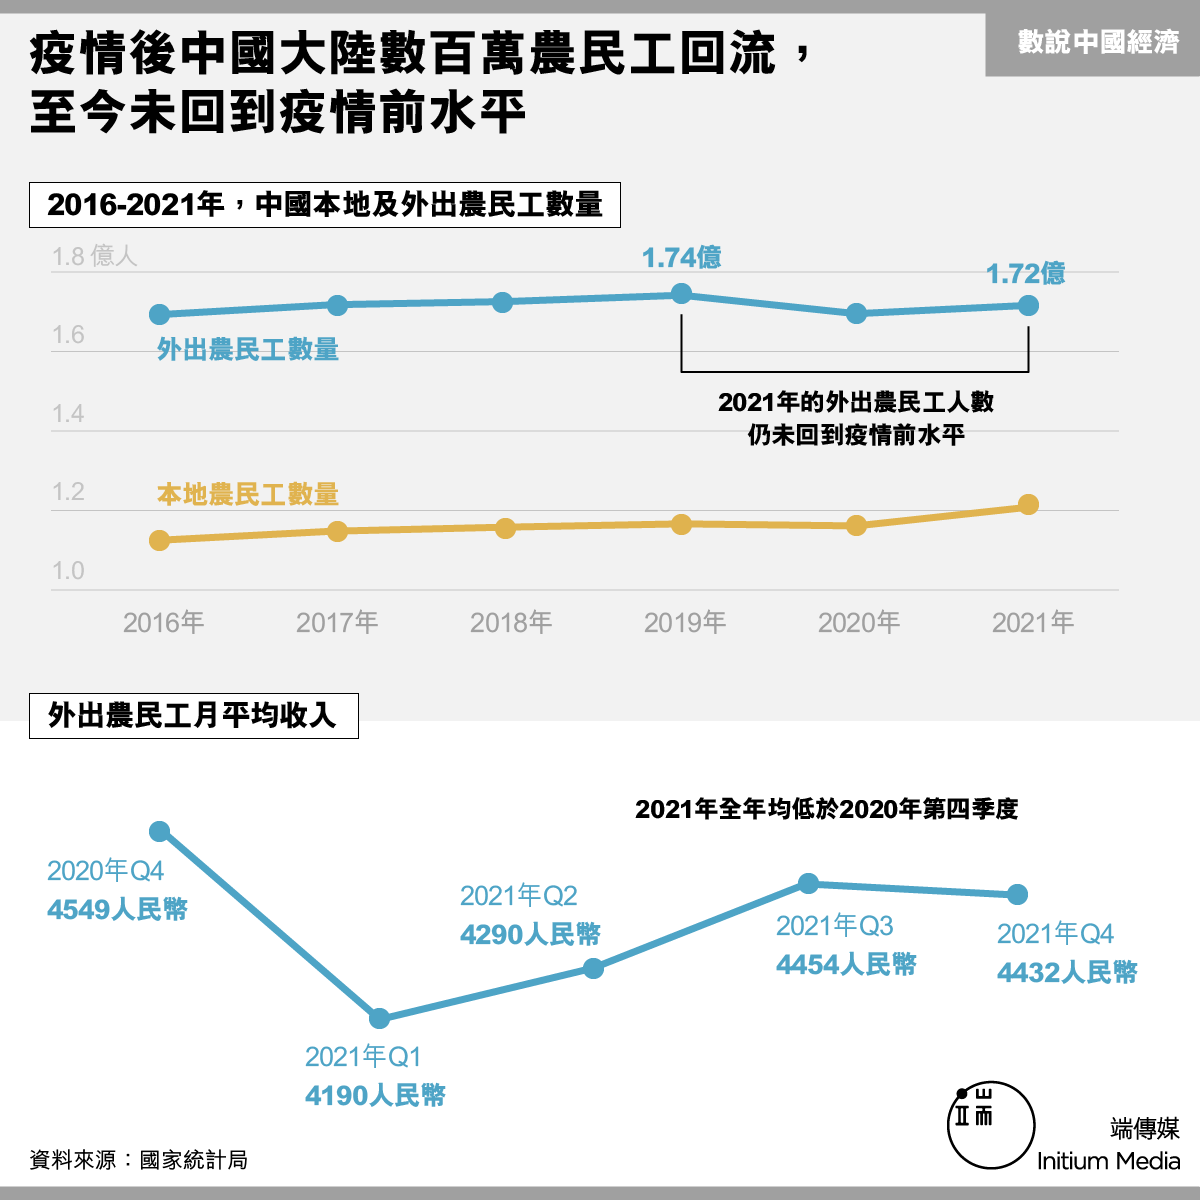 數說中國經濟
疫情後中國大陸數百萬農民工回流，
至今未回到疫情前水平
2016-2021年，中國本地及外出農民工數量
1.8 億人
1.74億
1.72億
1.6
外出農民工數量
2021年的外出農民工人數
仍未回到疫情前水平
1.4
1.2
本地農民工數量
1.0
2016年
2017年
2018年
2019年
2020年
2021年
外出農民工月平均收入
2021年全年均低於2020年第四季度
2020年Q4
4549人民幣
2021年Q1
4190人民幣
2021年Q2
4290人民幣
2021年Q3
4454人民幣
2021年Q4
4432人民幣
資料來源：國家統計局
端
端傳媒
Initium Media